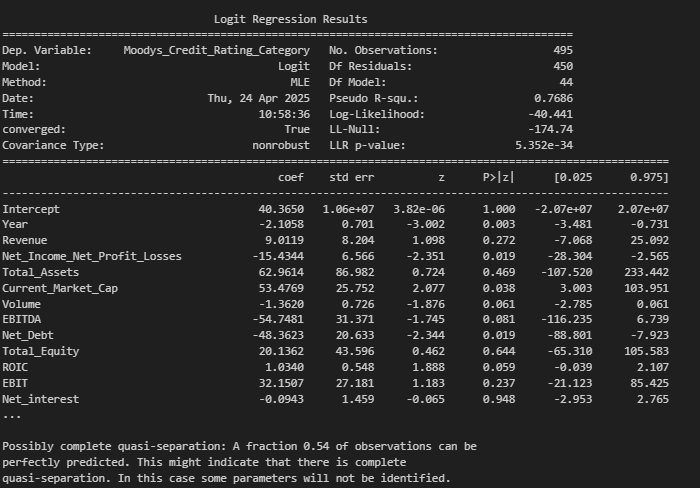 Logit Regression Results
==============================================================================
Dep. Variable: Moodys_Credit_Rating_Category No. Observations: 495
Model: Logit Df Residuals: 450
Method: MLE Df Model: 44
Date: Thu, 24 Apr 2025 Pseudo R-squ.: 0.7686
Time: 10:58:36 Log-Likelihood: -40.441
converged: True LL-Null: -174.74
Covariance Type: nonrobust LLR p-value: 5.352e-34
==============================================================================
coef std err z P>|z| [0.025 0.975]
------------------------------------------------------------------------------
Intercept 40.3650 1.06e+07 3.82e-06 1.000 -2.07e+07 2.07e+07
Year -2.1058 0.701 -3.002 0.003 -3.481 -0.731
Revenue 9.0119 8.204 1.098 0.272 -7.068 25.092
Net_Income_Net_Profit_Losses -15.4344 6.566 -2.351 0.019 -28.304 -2.565
Total_Assets 62.9614 86.982 0.724 0.469 -107.520 233.442
Current_Market_Cap 53.4769 25.752 2.077 0.038 3.003 103.951
Volume -1.3620 0.726 -1.876 0.061 -2.785 0.061
EBITDA -54.7481 31.371 -1.745 0.081 -116.235 6.739
Net_Debt -48.3623 20.633 -2.344 0.019 -88.801 -7.923
Total_Equity 20.1362 43.596 0.462 0.644 -65.310 105.583
ROIC 1.0340 0.548 1.888 0.059 -0.039 2.107
EBIT 32.1507 27.181 1.183 0.237 -21.123 85.425
Net_interest -0.0943 1.459 -0.065 0.948 -2.953 2.765
...
Possibly complete quasi-separation: A fraction 0.54 of observations can be
perfectly predicted. This might indicate that there is complete
quasi-separation. In this case some parameters will not be identified.